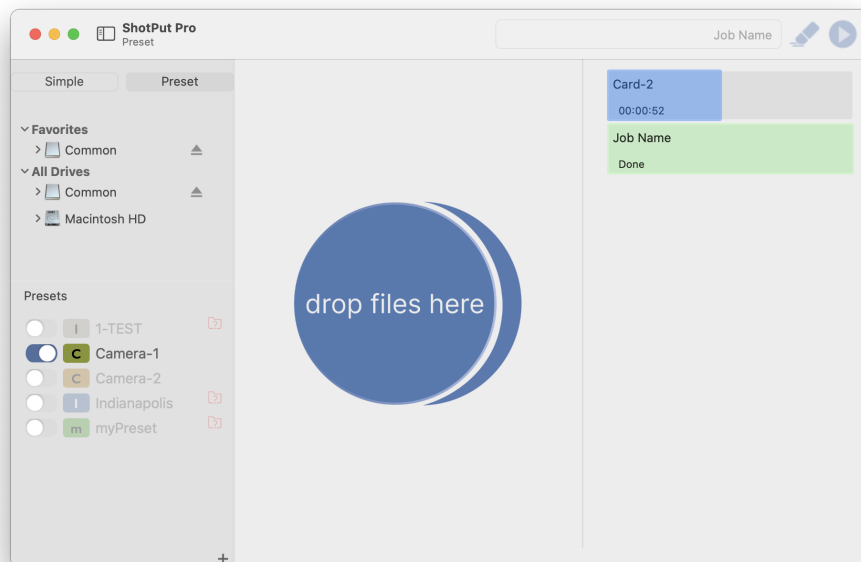 ShotPut Pro
Preset
Job Name
Simple Preset
Favorites
Common
All Drives
Common
Macintosh HD
Presets
I 1-TEST ?
C Camera-1
C Camera-2
I Indianapolis ?
m myPreset ?
+
drop files here
Card-2
00:00:52
Job Name
Done